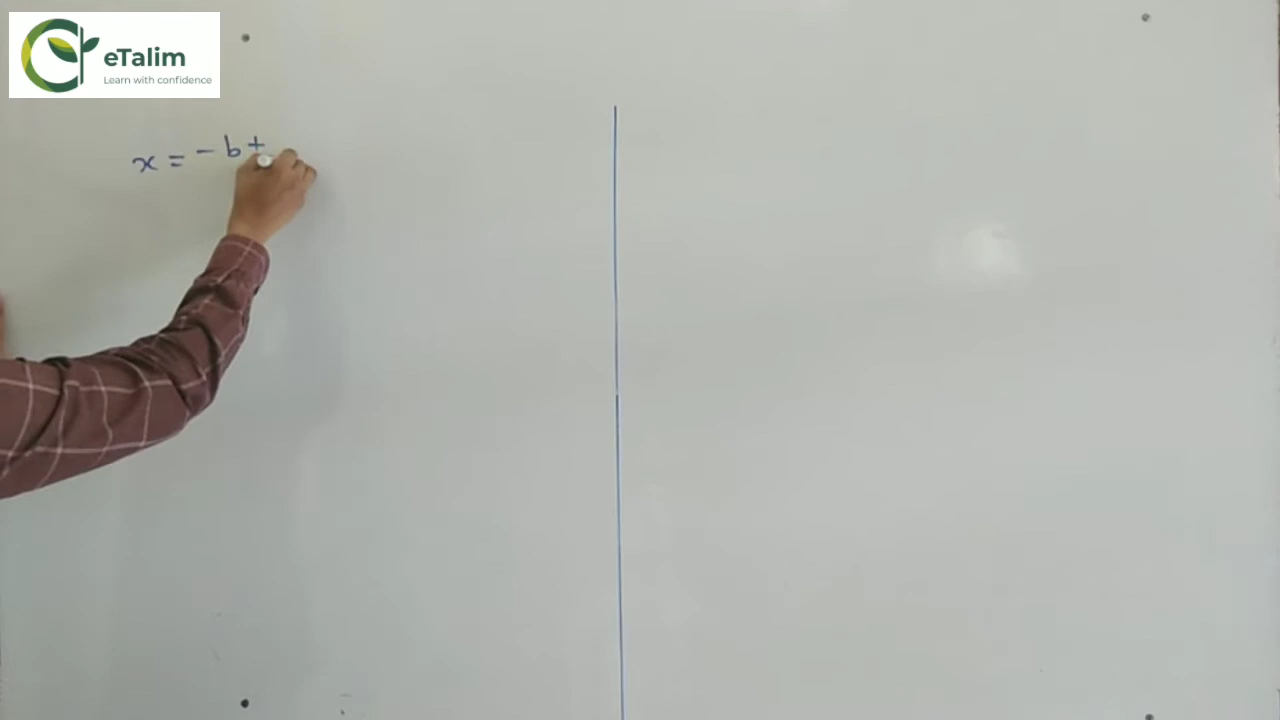 eTalim
Learn with confidence
x = - b +